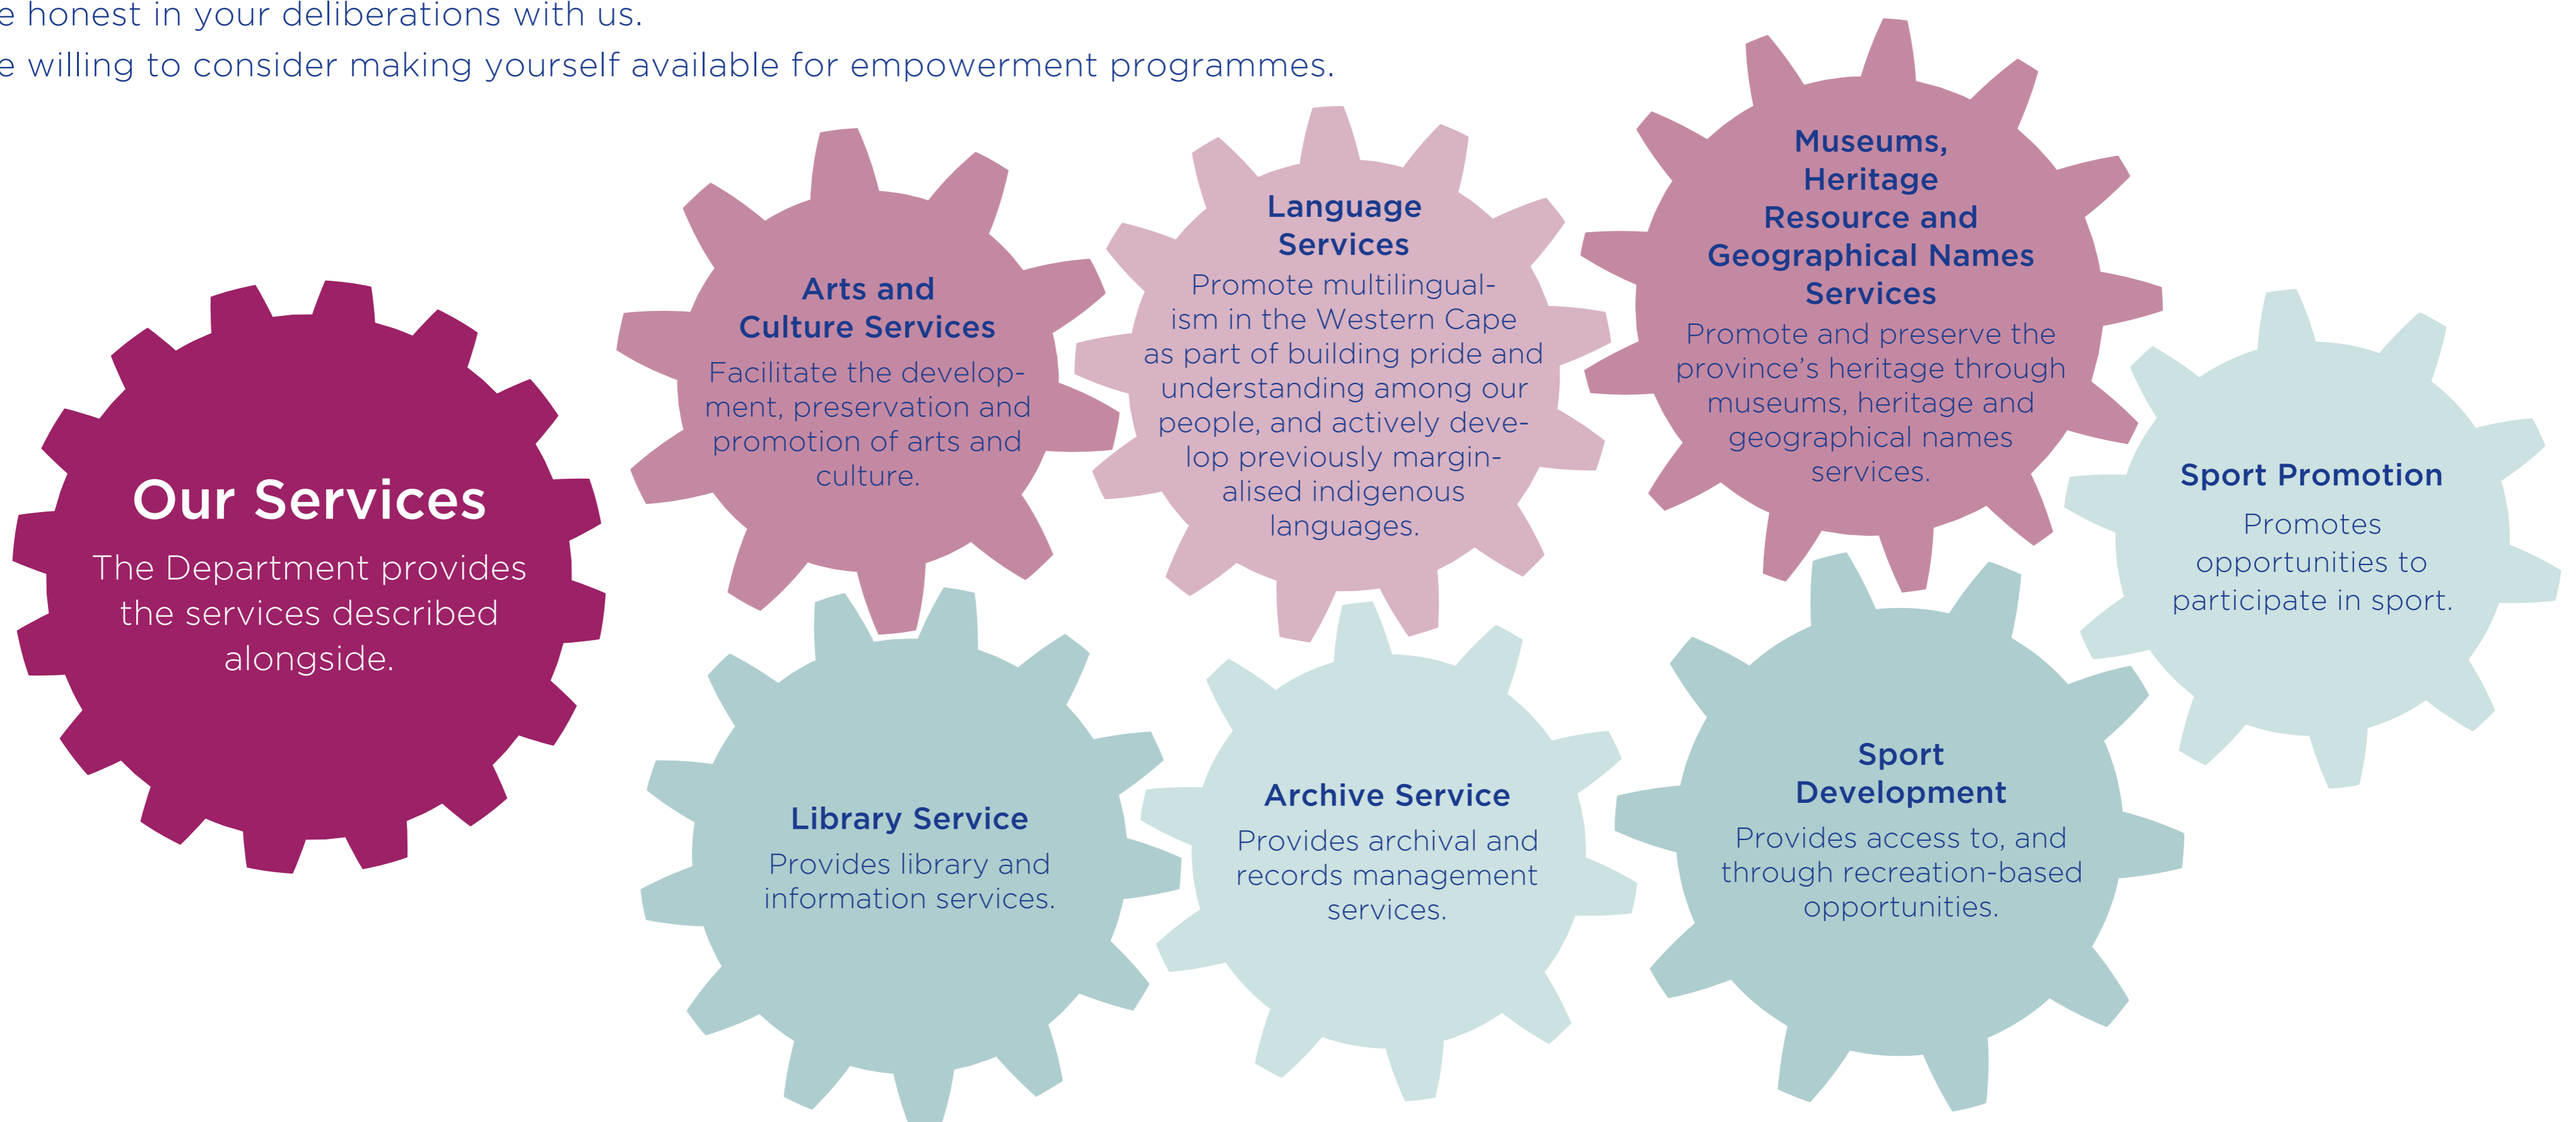 e honest in your deliberations with us.
e willing to consider making yourself available for empowerment programmes.
Our Services
The Department provides
the services described
alongside.
Arts and
Culture Services
Facilitate the develop-
ment, preservation and
promotion of arts and
culture.
Language
Services
Promote multilingual-
ism in the Western Cape
as part of building pride and
understanding among our
people, and actively deve-
lop previously margin-
alised indigenous
languages.
Museums,
Heritage
Resource and
Geographical Names
Services
Promote and preserve the
province’s heritage through
museums, heritage and
geographical names
services.
Sport Promotion
Promotes
opportunities to
participate in sport.
Library Service
Provides library and
information services.
Archive Service
Provides archival and
records management
services.
Sport
Development
Provides access to, and
through recreation-based
opportunities.